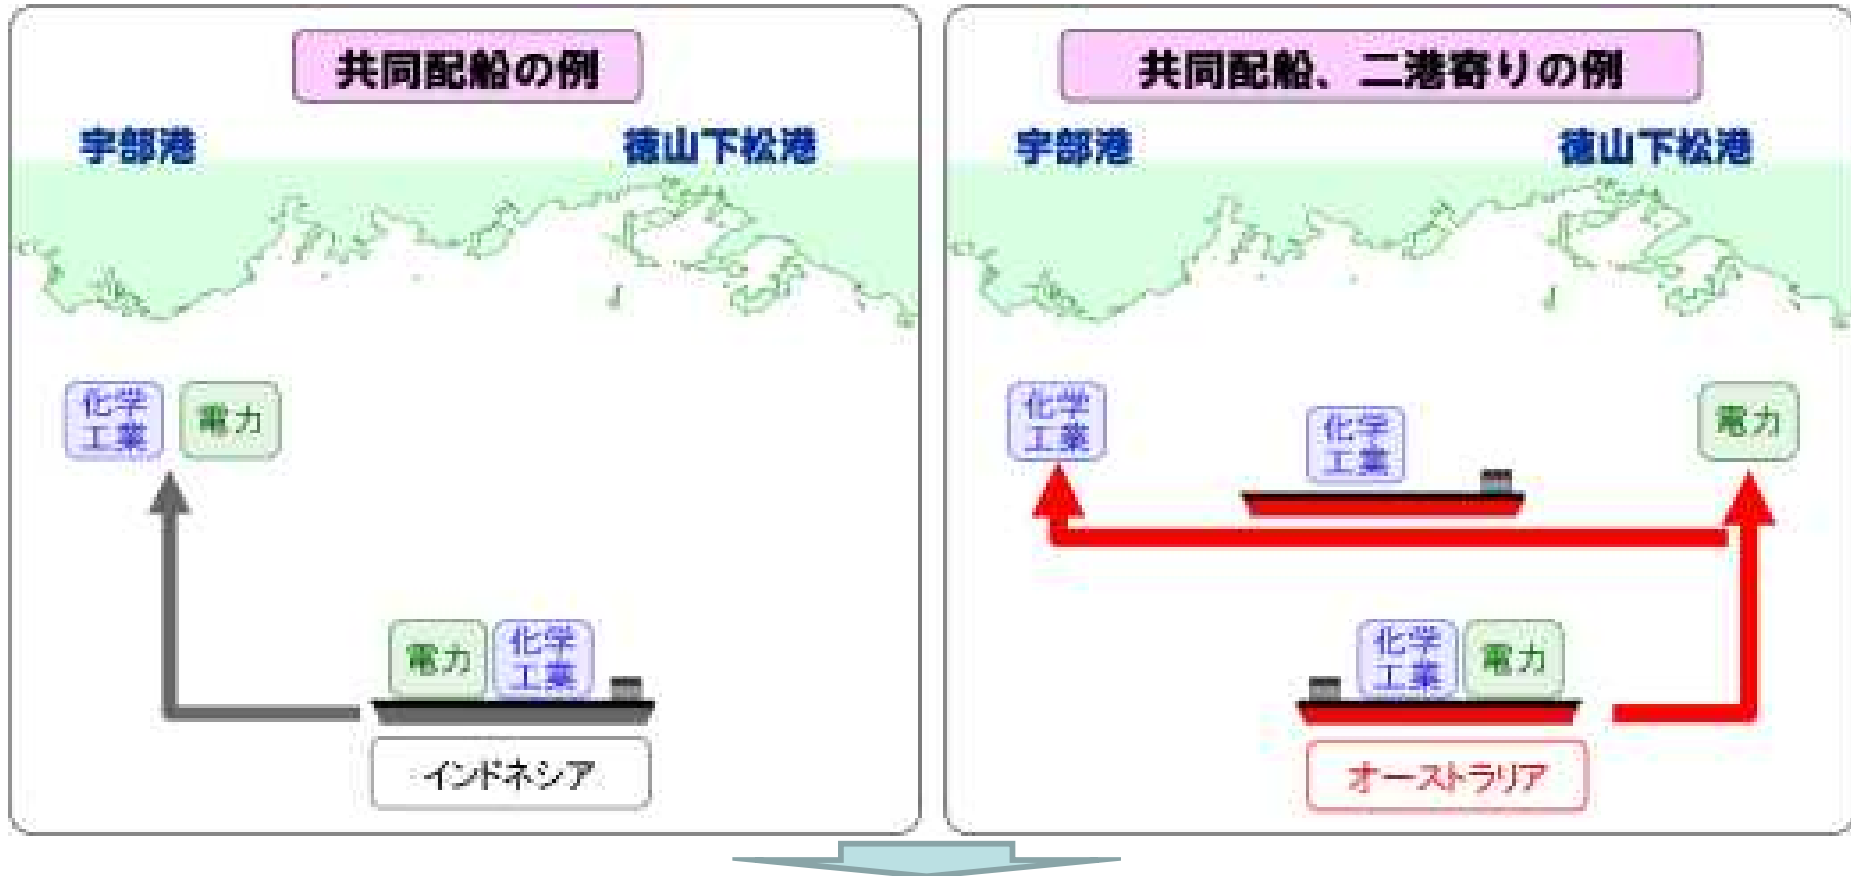 共同配船の例
宇部港
徳山下松港
化学
工業
電力
電力
化学
工業
インドネシア
共同配船、二港寄りの例
宇部港
徳山下松港
化学
工業
化学
工業
電力
化学
工業
電力
オーストラリア